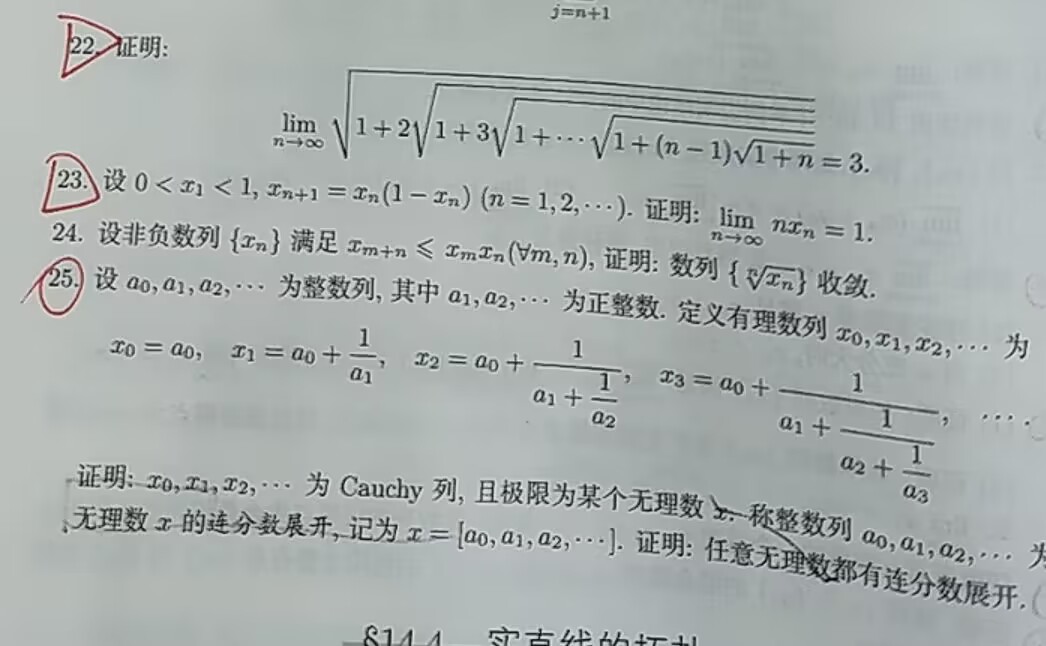 j=n+1
22. 证明:
$\lim_{n\to\infty}\sqrt{1+2\sqrt{1+3\sqrt{1+\cdots\sqrt{1+(n-1)\sqrt{1+n}}}}}=3.$
23. 设 $0<x_1<1, x_{n+1}=x_n(1-x_n)\ (n=1,2,\cdots)$. 证明: $\lim_{n\to\infty} nx_n=1.$
24. 设非负数列 $\{x_n\}$ 满足 $x_{m+n}\leqslant x_mx_n(\forall m,n)$, 证明: 数列 $\{\sqrt[n]{x_n}\}$ 收敛.
25. 设 $a_0,a_1,a_2,\cdots$ 为整数列, 其中 $a_1,a_2,\cdots$ 为正整数. 定义有理数列 $x_0,x_1,x_2,\cdots$ 为
$x_0=a_0,\quad x_1=a_0+\frac{1}{a_1},\quad x_2=a_0+\frac{1}{a_1+\frac{1}{a_2}},\quad x_3=a_0+\frac{1}{a_1+\frac{1}{a_2+\frac{1}{a_3}}},\quad\cdots.$
证明: $x_0,x_1,x_2,\cdots$ 为 Cauchy 列, 且极限为某个无理数 $x$. 称整数列 $a_0,a_1,a_2,\cdots$ 为
无理数 $x$ 的连分数展开, 记为 $x=[a_0,a_1,a_2,\cdots]$. 证明: 任意无理数都有连分数展开.
§14.4 实直线的拓扑